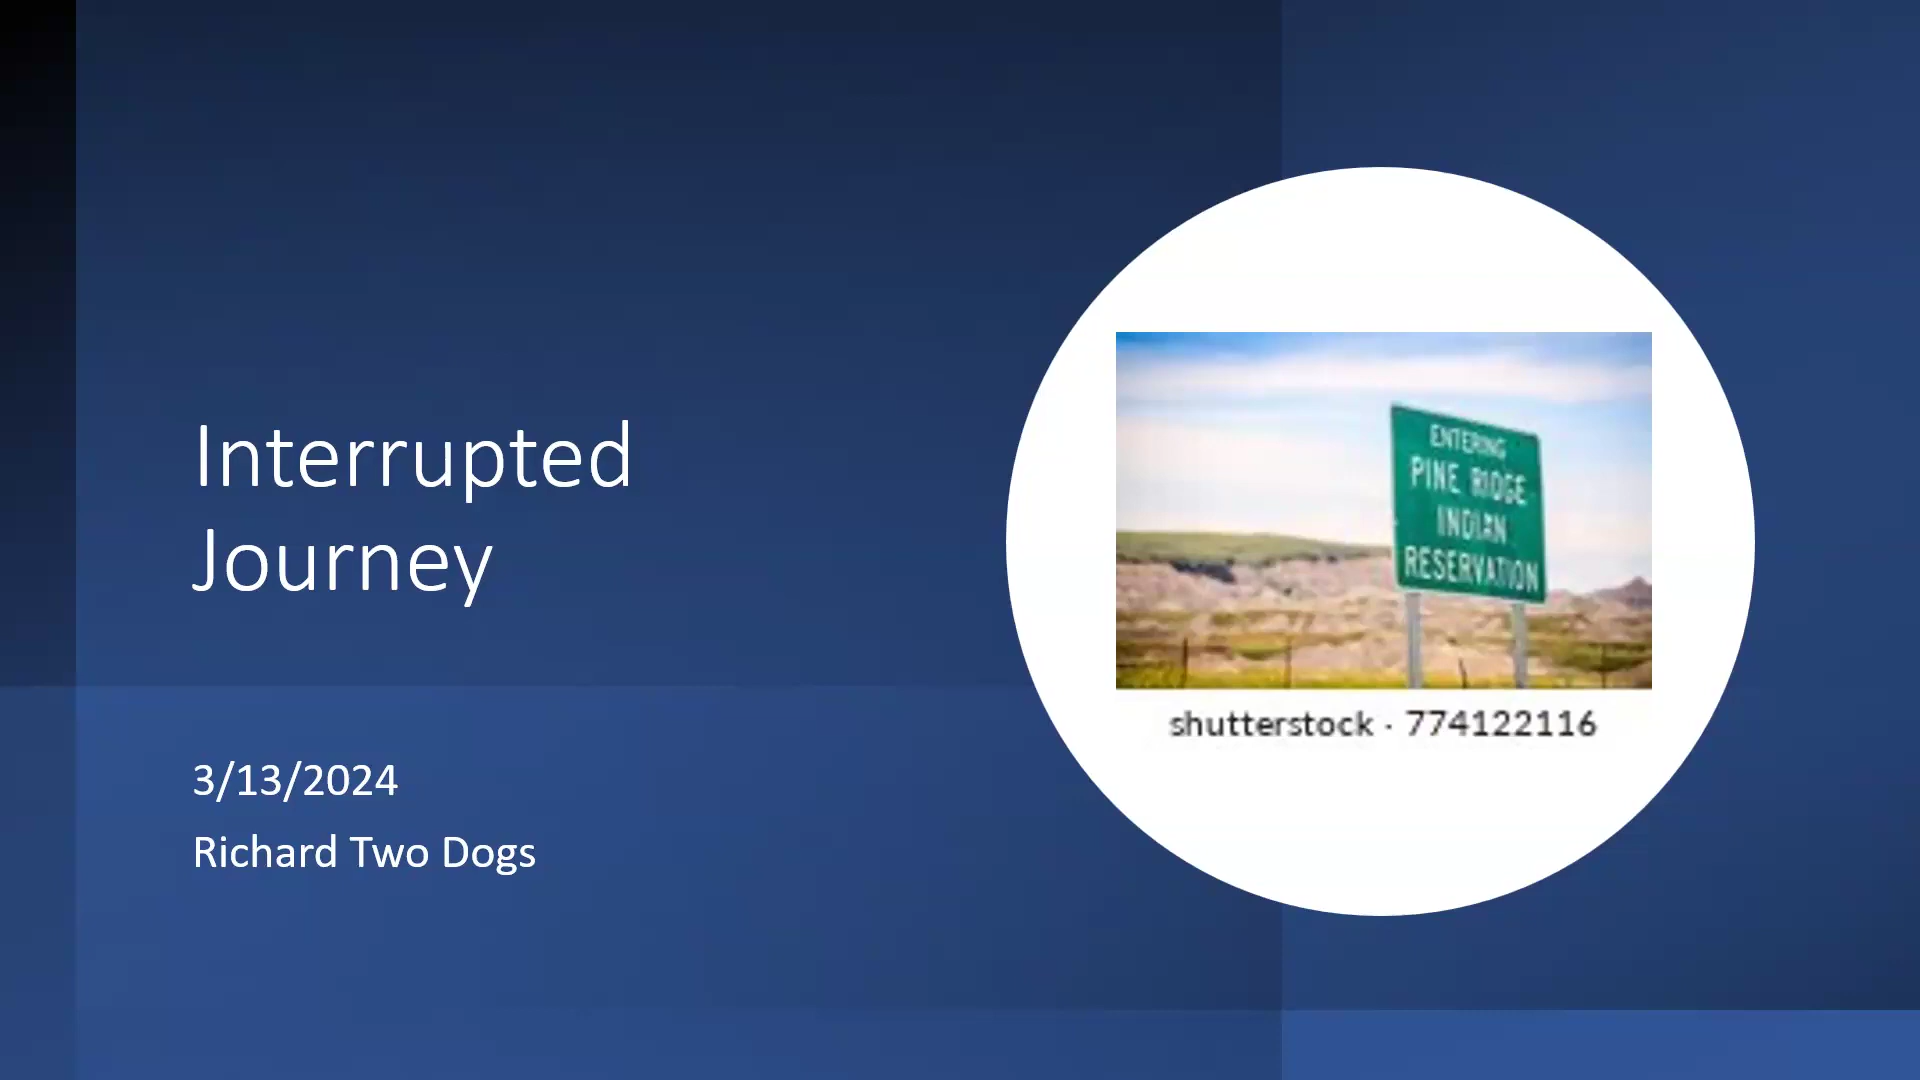 Interrupted
Journey
3/13/2024
Richard Two Dogs
ENTERING
PINE RIDGE
INDIAN
RESERVATION
shutterstock · 774122116